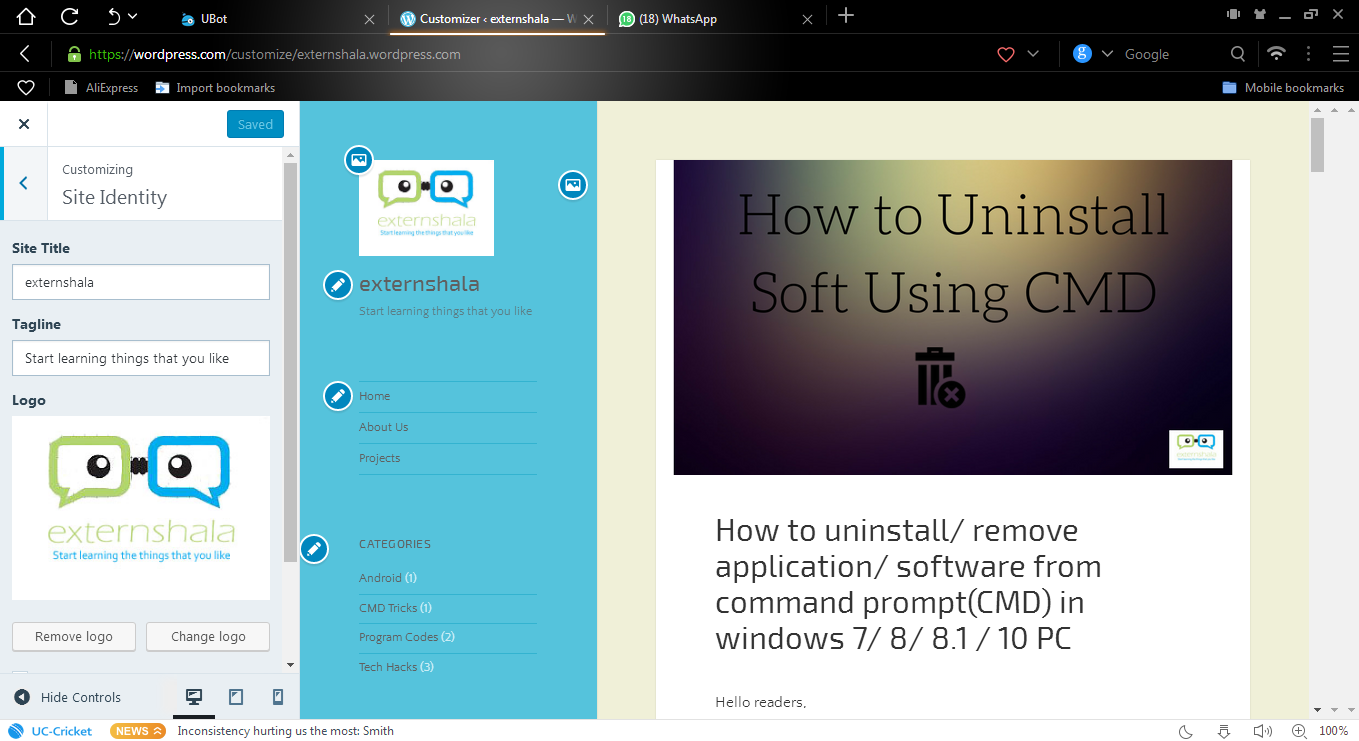 UBot
Customizer ‹ externshala — W
(18) WhatsApp
https://wordpress.com/customize/externshala.wordpress.com
g
Google
AliExpress
Import bookmarks
Mobile bookmarks
Saved
Customizing
Site Identity
Site Title
externshala
Tagline
Start learning things that you like
Logo
externshala
Start learning the things that you like
Remove logo
Change logo
Hide Controls
externshala
Start learning the things that you like
externshala
Start learning things that you like
Home
About Us
Projects
CATEGORIES
Android (1)
CMD Tricks (1)
Program Codes (2)
Tech Hacks (3)
How to Uninstall
Soft Using CMD
externshala
How to uninstall/ remove
application/ software from
command prompt(CMD) in
windows 7/ 8/ 8.1 / 10 PC
Hello readers,
UC-Cricket
NEWS
Inconsistency hurting us the most: Smith
100%